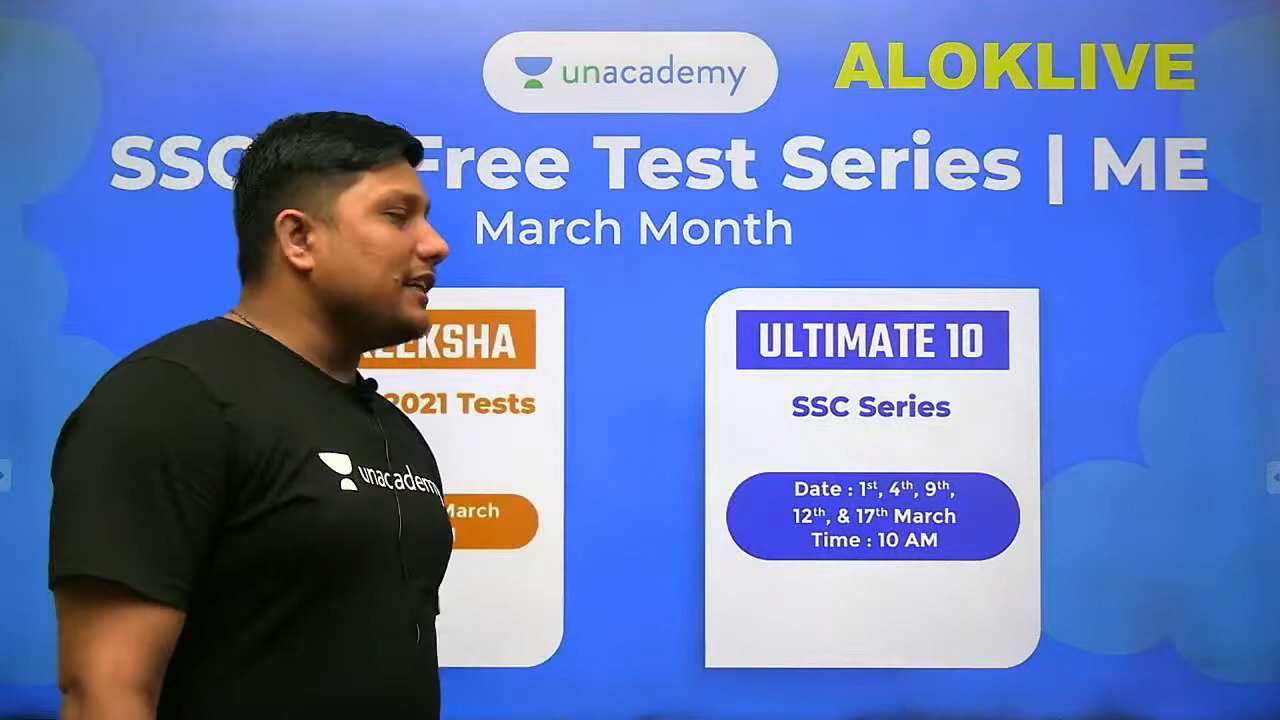 unacademy
ALOKLIVE
SSC Free Test Series | ME
March Month
2021 Tests
March
ULTIMATE 10
SSC Series
Date : 1st, 4th, 9th,
12th, & 17th March
Time : 10 AM
unacademy